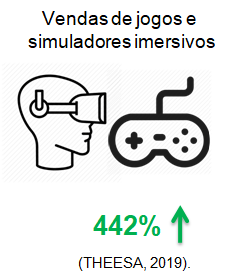 Vendas de jogos e
simuladores imersivos
442%
(THEESA, 2019).